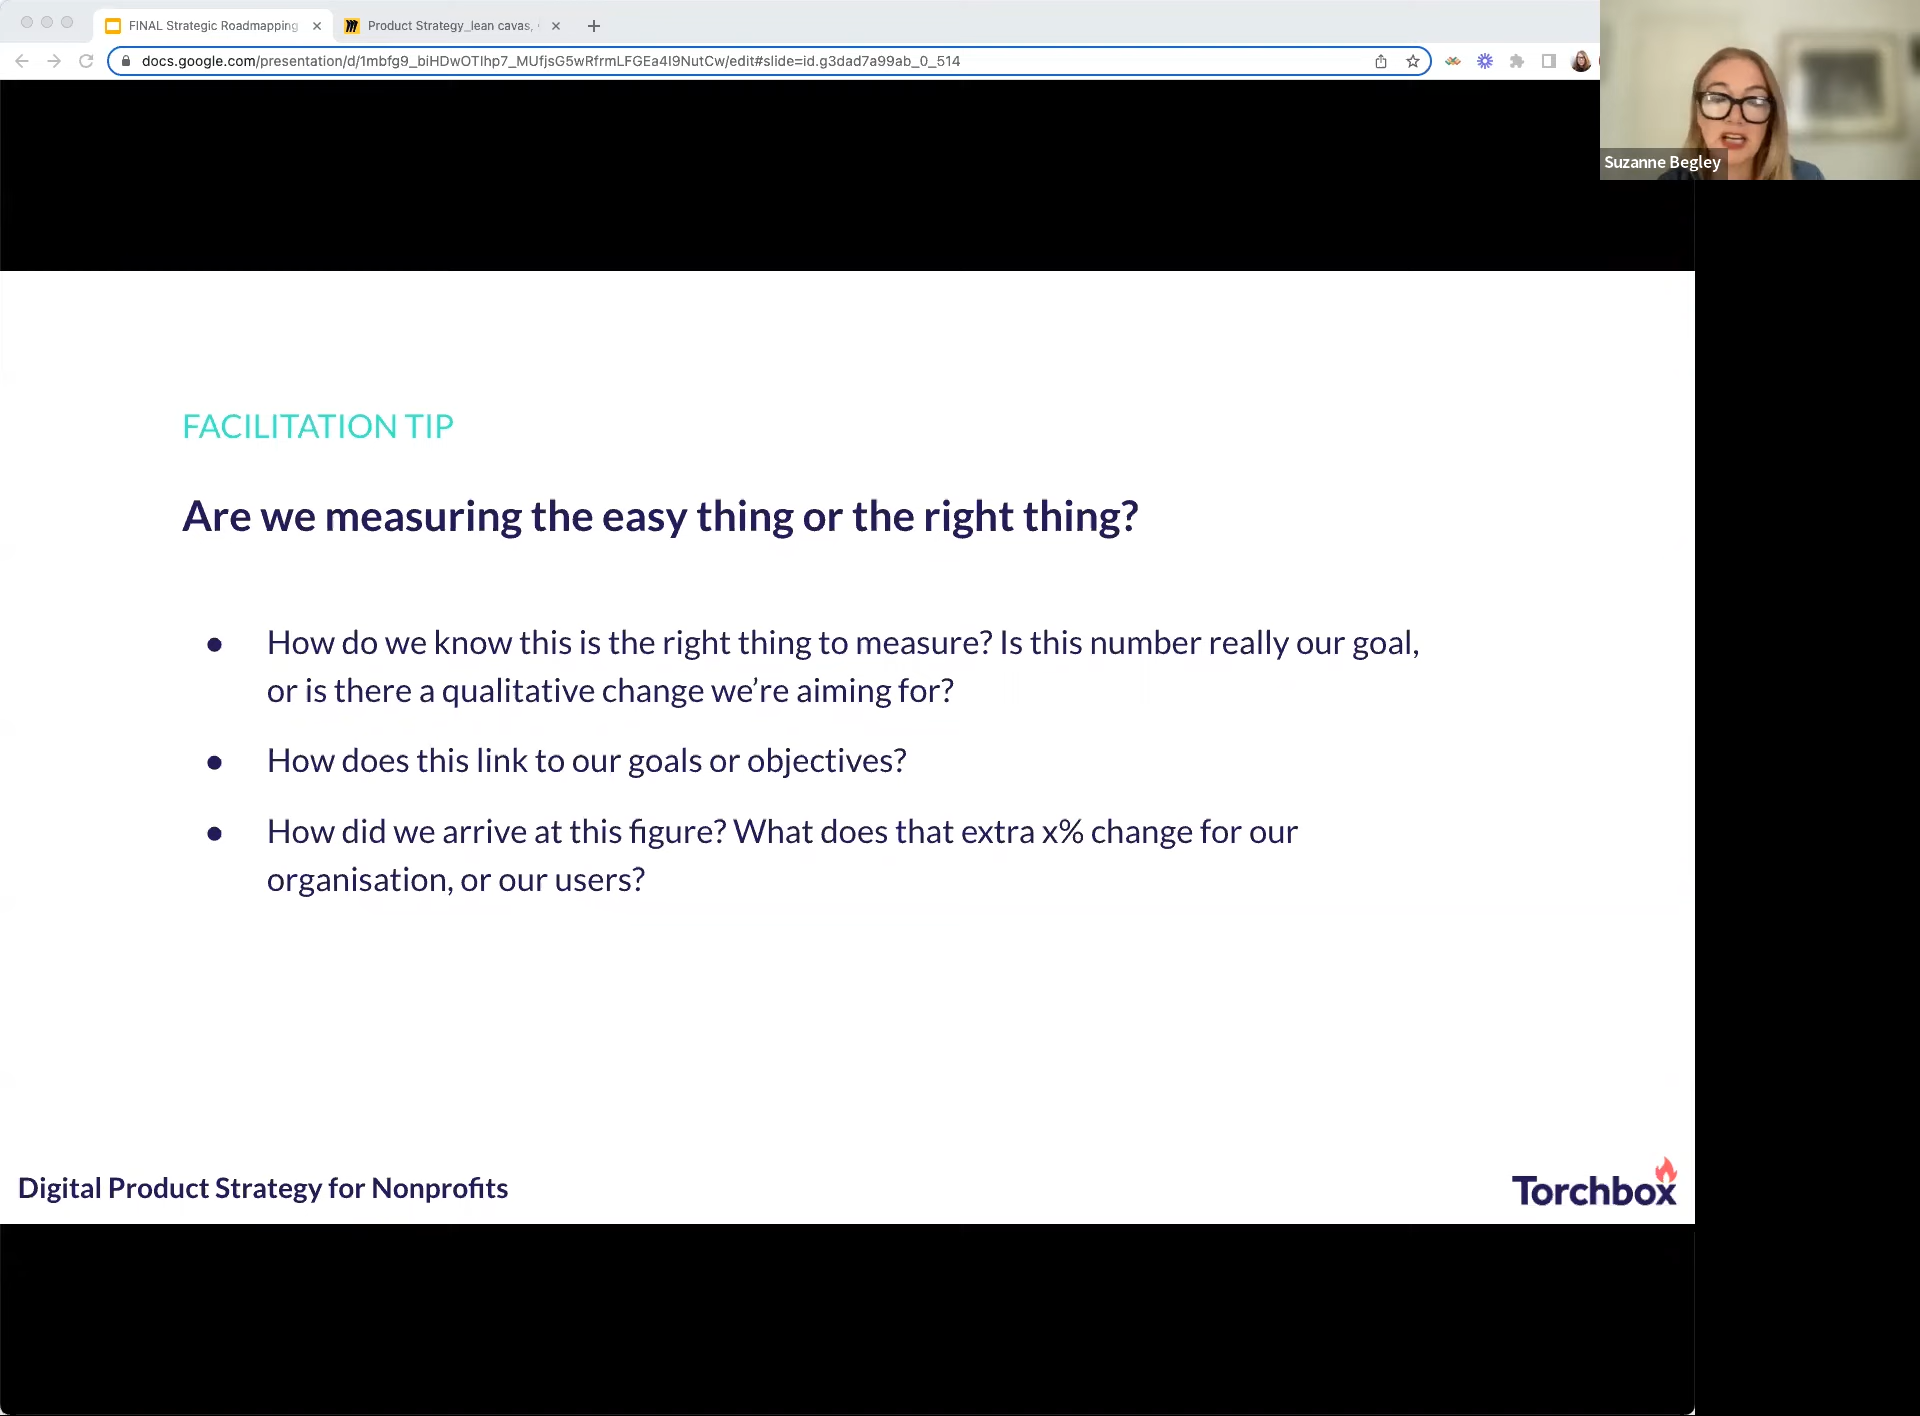 FINAL Strategic Roadmapping
Product Strategy_lean cavas,
docs.google.com/presentation/d/1mbfg9_biHDwOTIhp7_MUfjsG5wRfrmLFGEa4I9NutCw/edit#slide=id.g3dad7a99ab_0_514
Suzanne Begley
FACILITATION TIP
Are we measuring the easy thing or the right thing?
● How do we know this is the right thing to measure? Is this number really our goal,
or is there a qualitative change we’re aiming for?
● How does this link to our goals or objectives?
● How did we arrive at this figure? What does that extra x% change for our
organisation, or our users?
Digital Product Strategy for Nonprofits
Torchbox